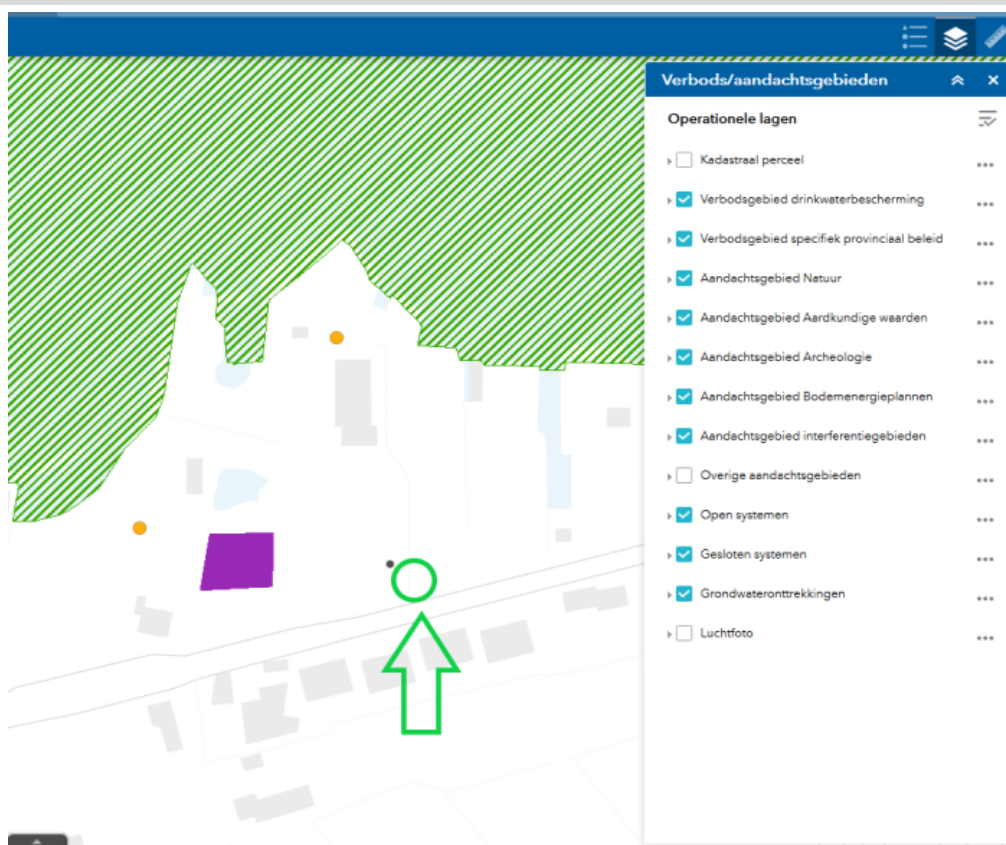 Verbods/aandachtsgebieden
Operationele lagen
Kadastraal perceel
Verbodsgebied drinkwaterbescherming
Verbodsgebied specifiek provinciaal beleid
Aandachtsgebied Natuur
Aandachtsgebied Aardkundige waarden
Aandachtsgebied Archeologie
Aandachtsgebied Bodemenergieplannen
Aandachtsgebied interferentiegebieden
Overige aandachtsgebieden
Open systemen
Gesloten systemen
Grondwateronttrekkingen
Luchtfoto